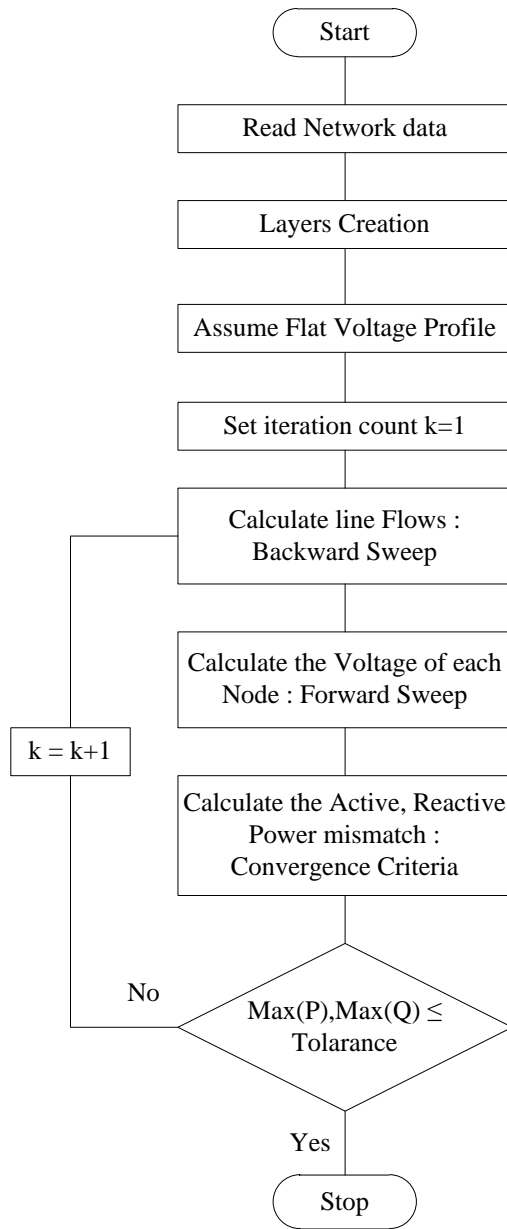 Start
Read Network data
Layers Creation
Assume Flat Voltage Profile
Set iteration count k=1
Calculate line Flows :
Backward Sweep
Calculate the Voltage of each
Node : Forward Sweep
k = k+1
Calculate the Active, Reactive
Power mismatch :
Convergence Criteria
No
Max(P),Max(Q) ≤
Tolarance
Yes
Stop